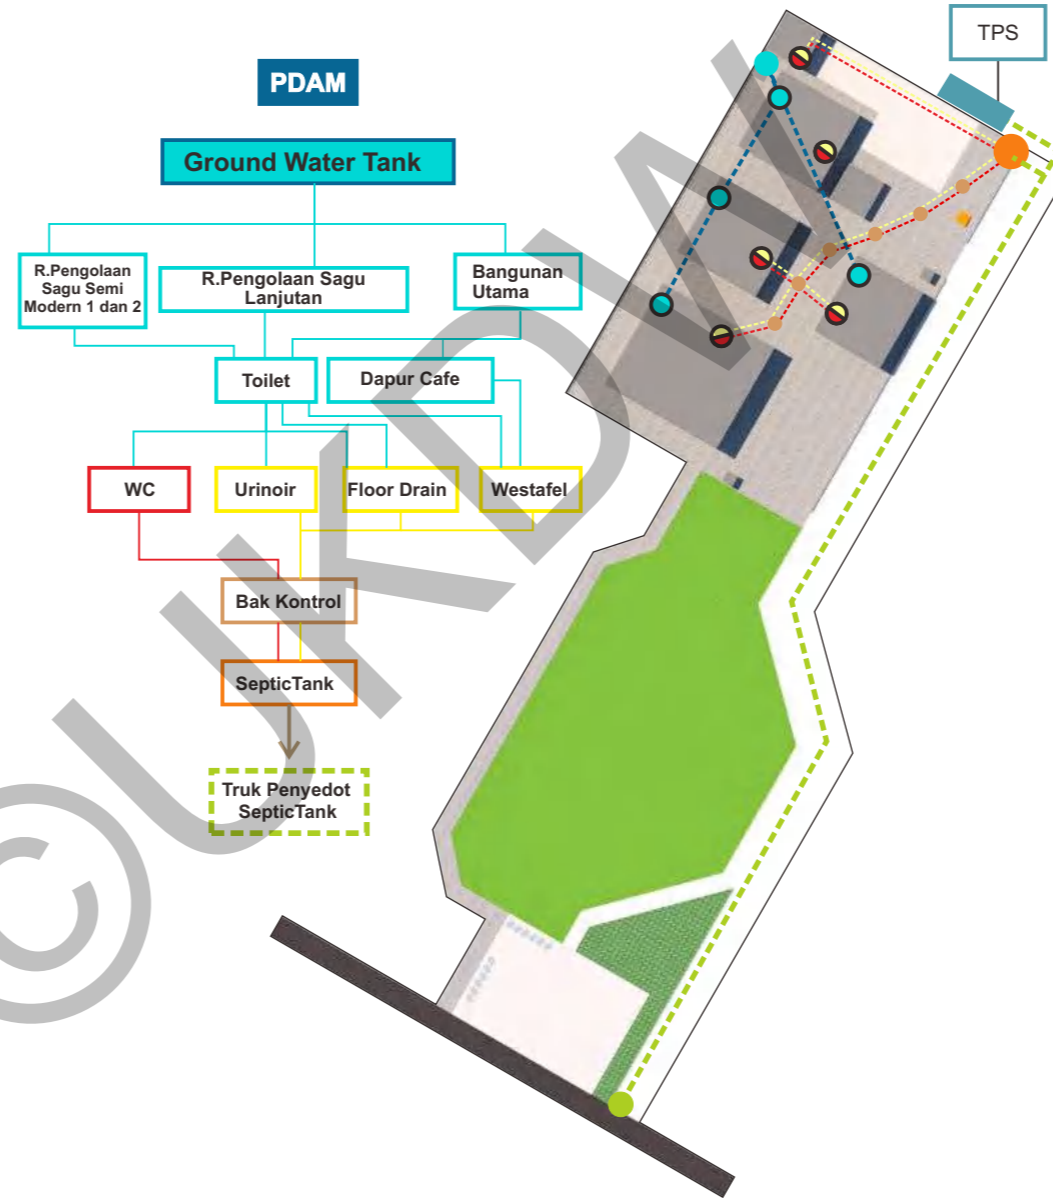 TPS
PDAM
Ground Water Tank
R.Pengolaan
Sagu Semi
Modern 1 dan 2
R.Pengolaan Sagu
Lanjutan
Bangunan
Utama
Toilet
Dapur Cafe
WC
Urinoir
Floor Drain
Westafel
Bak Kontrol
SepticTank
Truk Penyedot
SepticTank
©UKDW